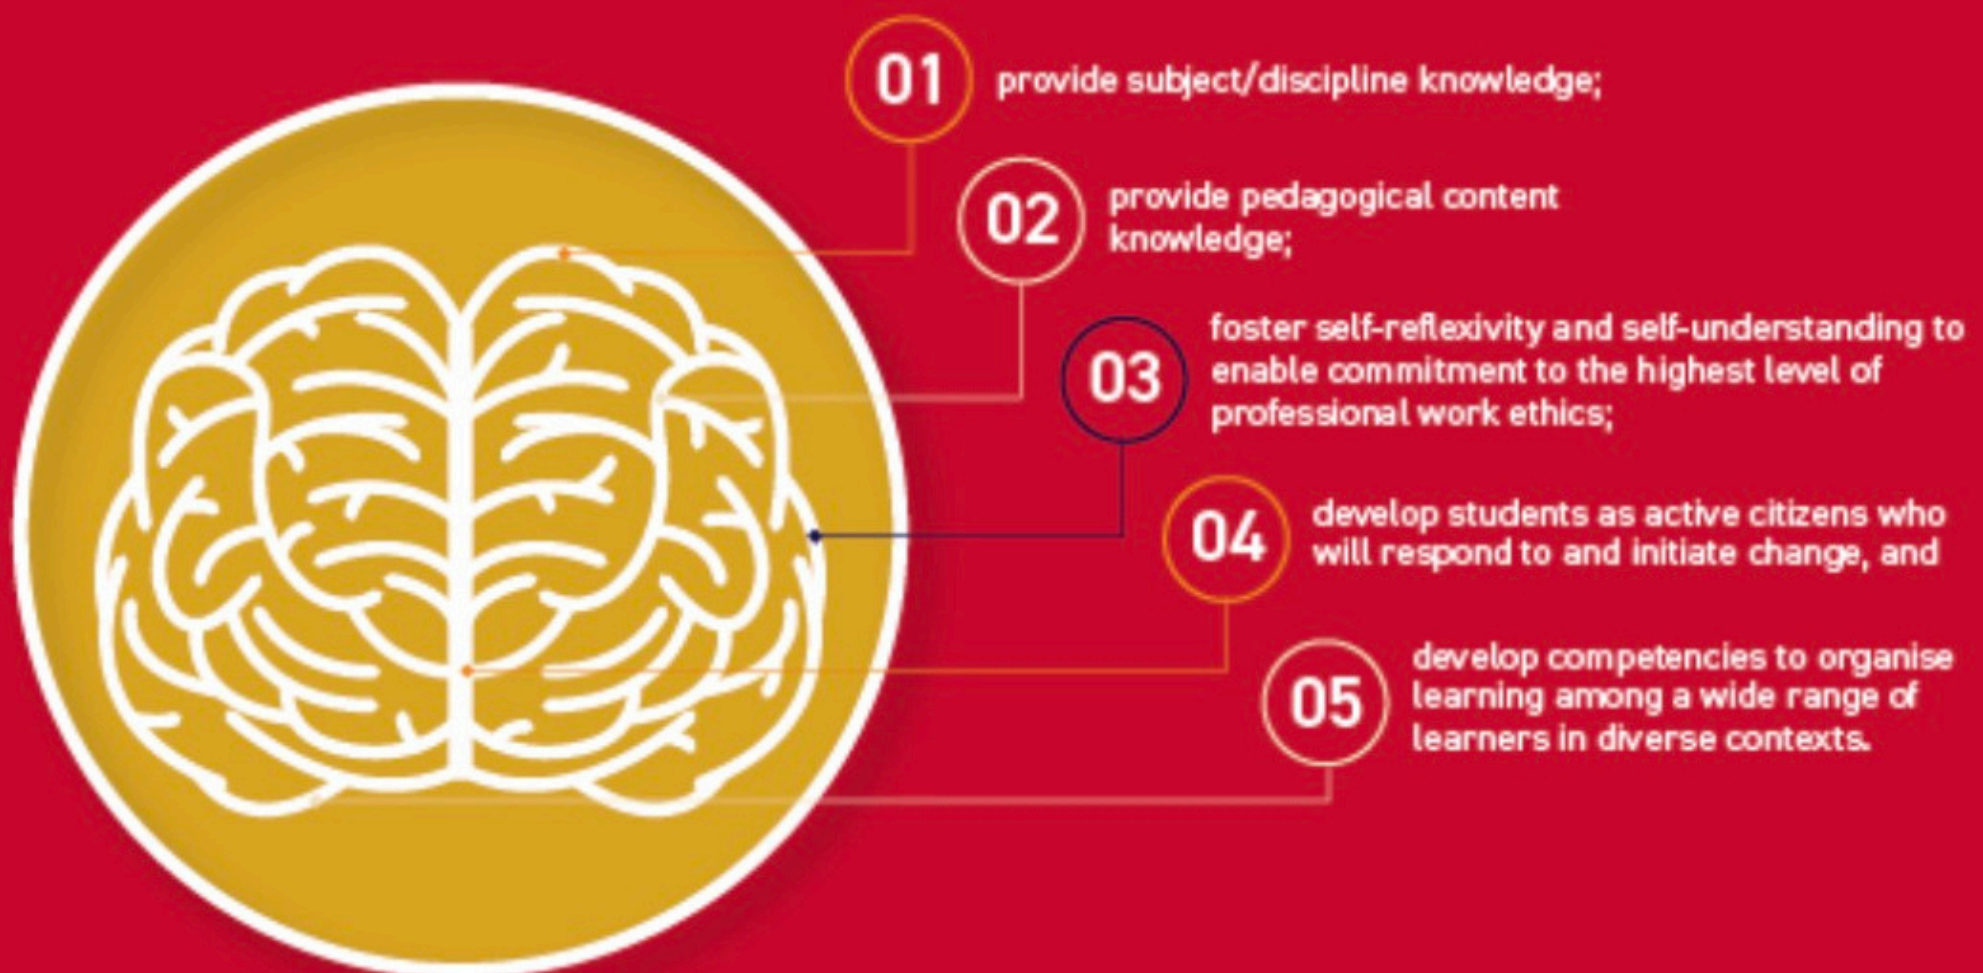 01
provide subject/discipline knowledge;
02
provide pedagogical content
knowledge;
03
foster self-reflexivity and self-understanding to
enable commitment to the highest level of
professional work ethics;
04
develop students as active citizens who
will respond to and initiate change, and
05
develop competencies to organise
learning among a wide range of
learners in diverse contexts.